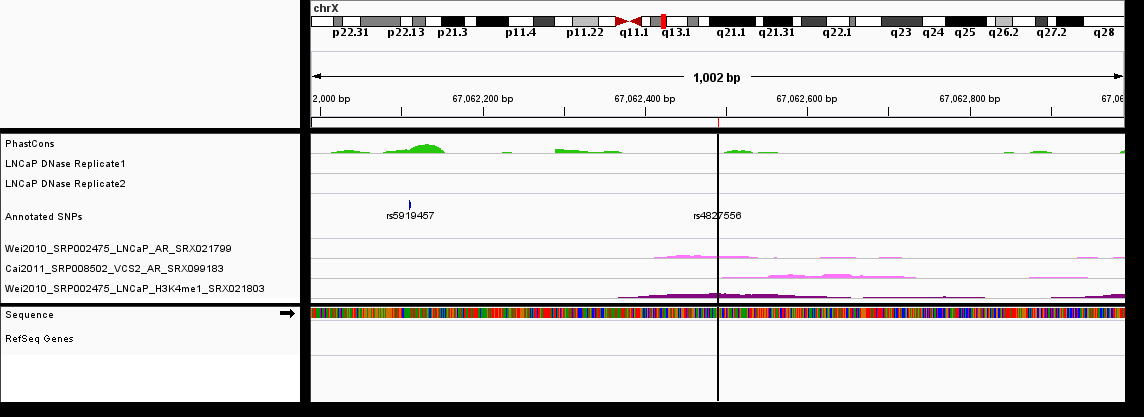 chrX
p22.31 p22.13 p21.3 p11.4 p11.22 q11.1 q13.1 q21.1 q21.31 q22.1 q23 q24 q25 q26.2 q27.2 q28
1,002 bp
2,000 bp 67,062,200 bp 67,062,400 bp 67,062,600 bp 67,062,800 bp 67,06
PhastCons
LNCaP DNase Replicate1
LNCaP DNase Replicate2
Annotated SNPs rs5919457 rs4827556
Wei2010_SRP002475_LNCaP_AR_SRX021799
Cai2011_SRP008502_VCS2_AR_SRX099183
Wei2010_SRP002475_LNCaP_H3K4me1_SRX021803
Sequence
RefSeq Genes